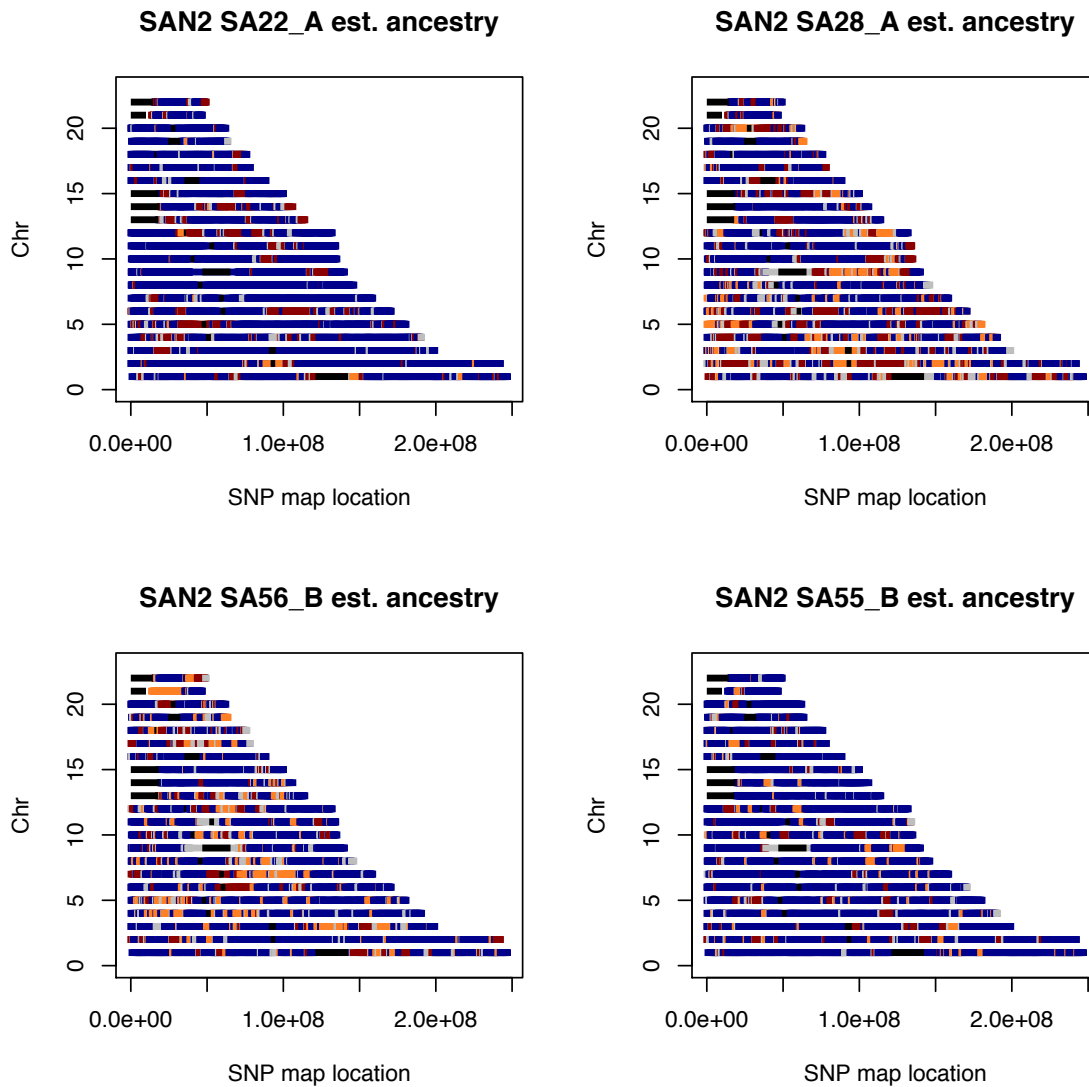 SAN2 SA22_A est. ancestry
Chr
20
15
10
5
0
0.0e+00 1.0e+08 2.0e+08
SNP map location
SAN2 SA28_A est. ancestry
Chr
20
15
10
5
0
0.0e+00 1.0e+08 2.0e+08
SNP map location
SAN2 SA56_B est. ancestry
Chr
20
15
10
5
0
0.0e+00 1.0e+08 2.0e+08
SNP map location
SAN2 SA55_B est. ancestry
Chr
20
15
10
5
0
0.0e+00 1.0e+08 2.0e+08
SNP map location